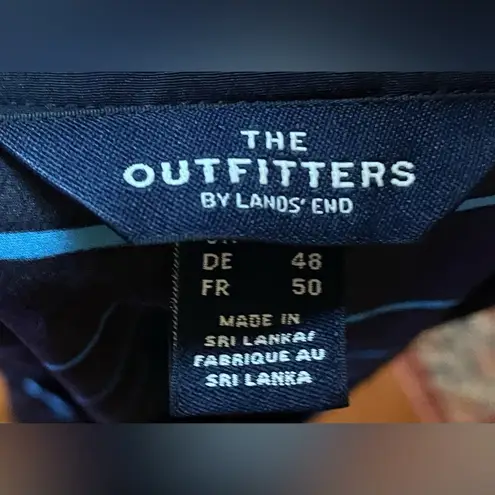 THE
OUTFITTERS
BY LANDS' END
DE 48
FR 50
MADE IN
SRI LANKA/
FABRIQUE AU
SRI LANKA